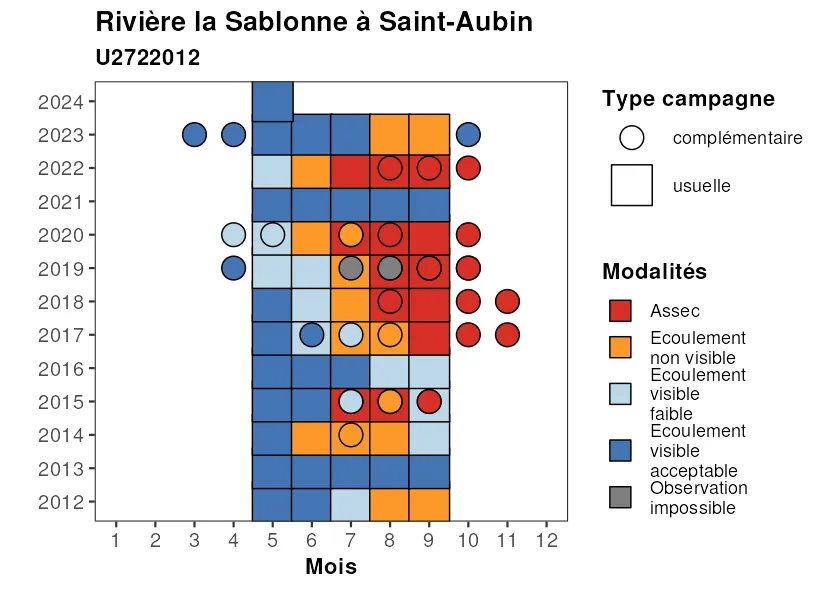 Rivière la Sablonne à Saint-Aubin
U2722012
2024
2023
2022
2021
2020
2019
2018
2017
2016
2015
2014
2013
2012
1 2 3 4 5 6 7 8 9 10 11 12
Mois
Type campagne
complémentaire
usuelle
Modalités
Assec
Ecoulement
non visible
Ecoulement
visible
faible
Ecoulement
visible
acceptable
Observation
impossible